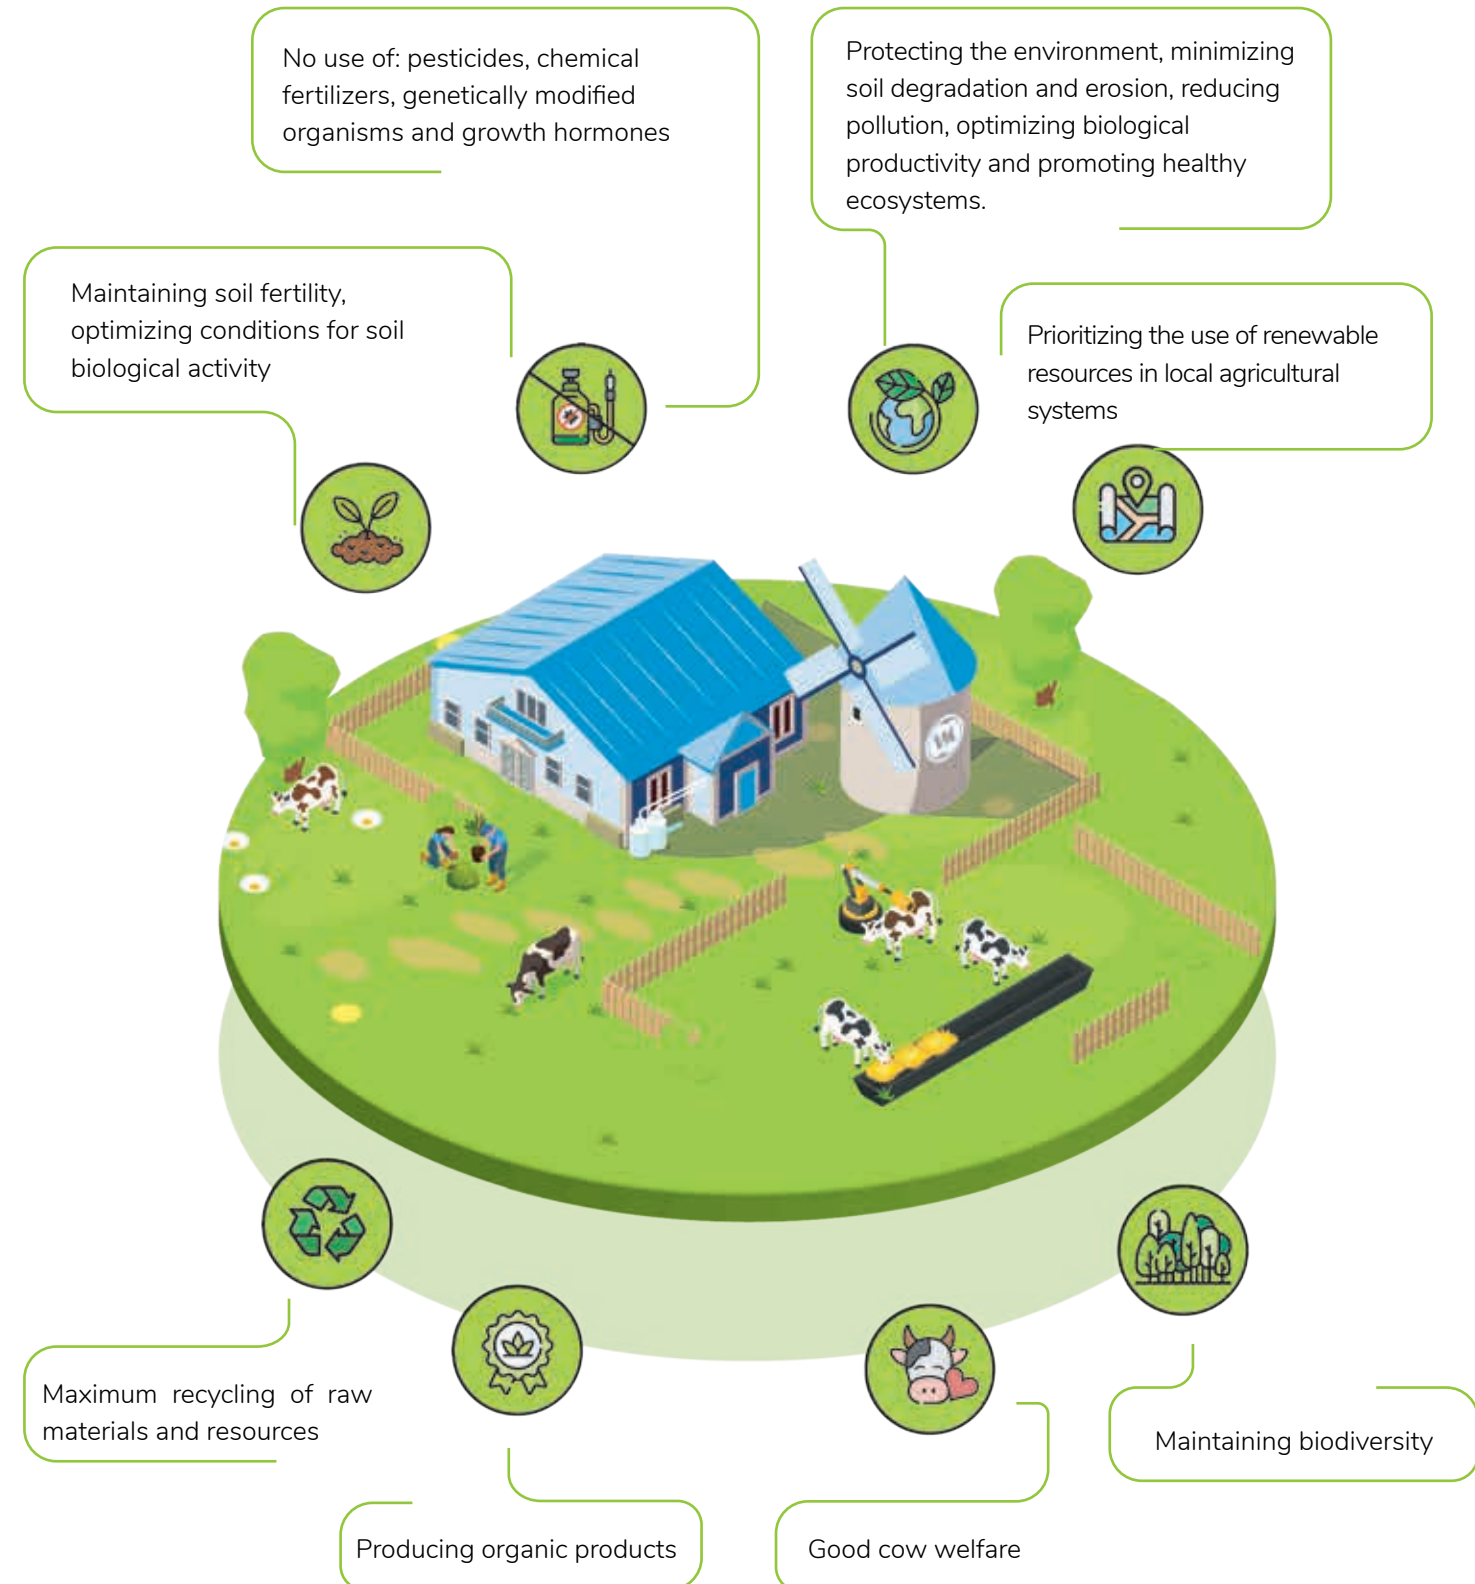 No use of: pesticides, chemical
fertilizers, genetically modified
organisms and growth hormones
Protecting the environment, minimizing
soil degradation and erosion, reducing
pollution, optimizing biological
productivity and promoting healthy
ecosystems.
Maintaining soil fertility,
optimizing conditions for soil
biological activity
Prioritizing the use of renewable
resources in local agricultural
systems
Maximum recycling of raw
materials and resources
Maintaining biodiversity
Producing organic products
Good cow welfare